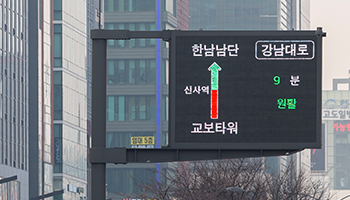 한남남단
강남대로
9 분
신사역
원활
교보타워